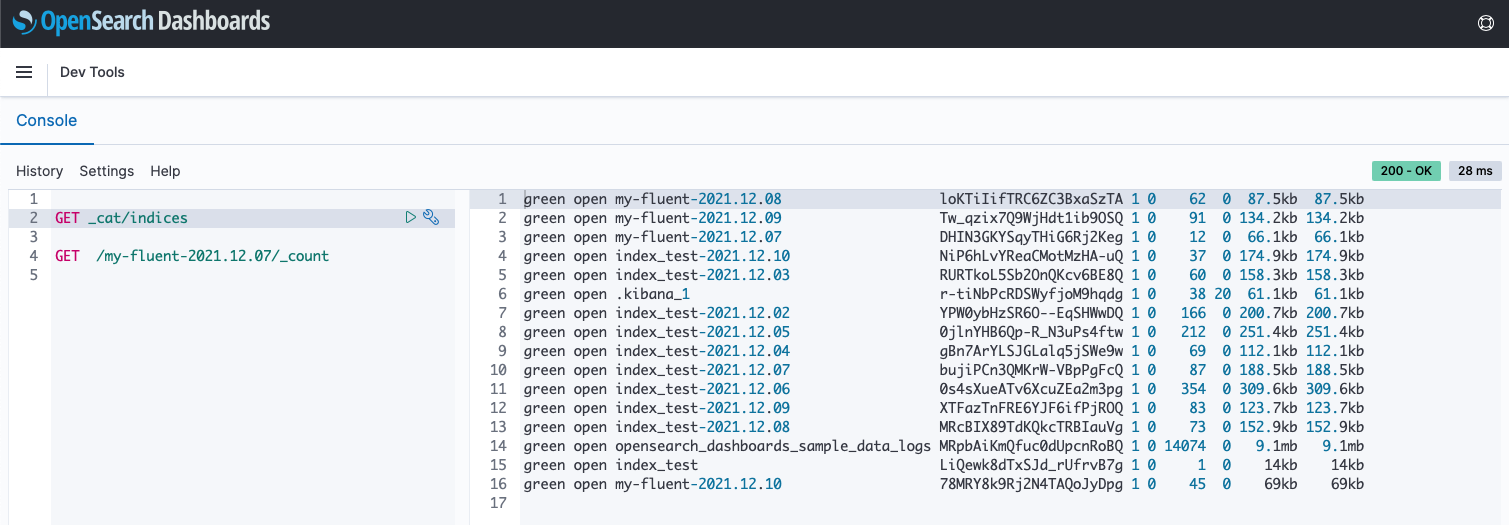 OpenSearch Dashboards
Dev Tools
Console
History Settings Help
200 - OK 28 ms
1
2 GET _cat/indices
3
4 GET /my-fluent-2021.12.07/_count
5
1 green open my-fluent-2021.12.08 loKTiIifTRC6ZC3BxaSzTA 1 0 62 0 87.5kb 87.5kb
2 green open my-fluent-2021.12.09 Tw_qzix7Q9WjHdt1ib9OSQ 1 0 91 0 134.2kb 134.2kb
3 green open my-fluent-2021.12.07 DHIN3GKYSqyTHiG6Rj2Keg 1 0 12 0 66.1kb 66.1kb
4 green open index_test-2021.12.10 NiP6hLvYReaCMotMzHA-uQ 1 0 37 0 174.9kb 174.9kb
5 green open index_test-2021.12.03 RURTkoL5Sb2OnQKcv6BE8Q 1 0 60 0 158.3kb 158.3kb
6 green open .kibana_1 r-tiNbPcRDSWyfjoM9hqdg 1 0 38 20 61.1kb 61.1kb
7 green open index_test-2021.12.02 YPW0ybHzSR6O--EqSHWwDQ 1 0 166 0 200.7kb 200.7kb
8 green open index_test-2021.12.05 0jlnYHB6Qp-R_N3uPs4ftw 1 0 212 0 251.4kb 251.4kb
9 green open index_test-2021.12.04 gBn7ArYLSJGLalq5jSWe9w 1 0 69 0 112.1kb 112.1kb
10 green open index_test-2021.12.07 bujiPCn3QMKrW-VBpPgFcQ 1 0 87 0 188.5kb 188.5kb
11 green open index_test-2021.12.06 0s4sXueATv6XcuZEa2m3pg 1 0 354 0 309.6kb 309.6kb
12 green open index_test-2021.12.09 XTFazTnFRE6YJF6ifPjROQ 1 0 83 0 123.7kb 123.7kb
13 green open index_test-2021.12.08 MRcBIX89TdKQkcTRBIauVg 1 0 73 0 152.9kb 152.9kb
14 green open opensearch_dashboards_sample_data_logs MRpbAiKmQfuc0dUpcnRoBQ 1 0 14074 0 9.1mb 9.1mb
15 green open index_test LiQewk8dTxSJd_rUfrvB7g 1 0 1 0 14kb 14kb
16 green open my-fluent-2021.12.10 78MRY8k9Rj2N4TAQoJyDpg 1 0 45 0 69kb 69kb
17